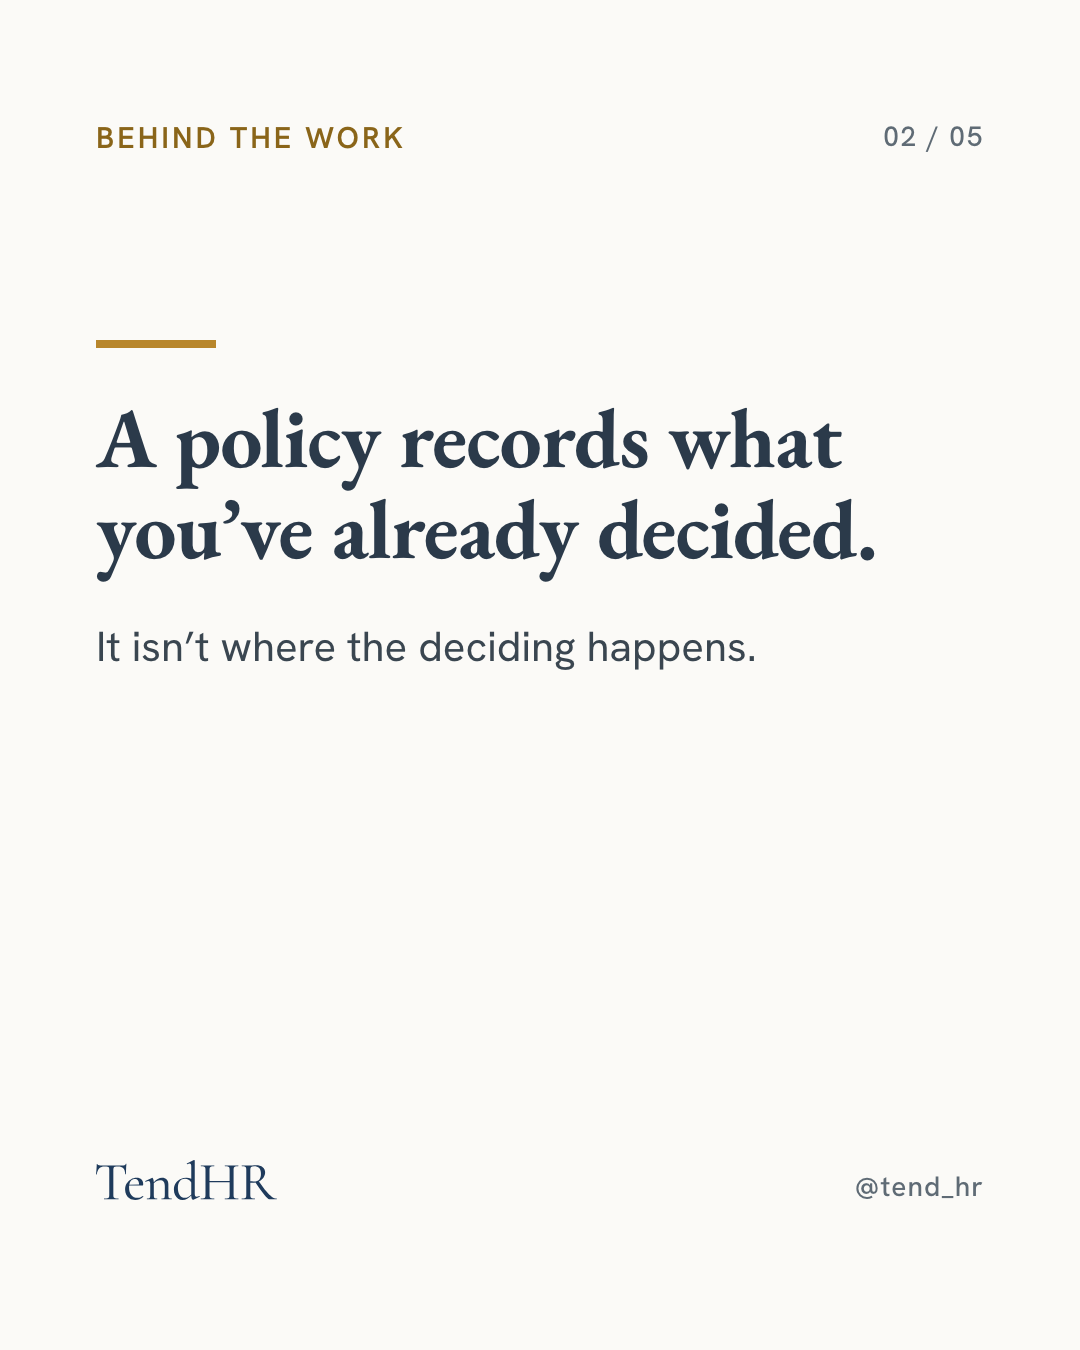 BEHIND THE WORK
02 / 05
A policy records what
you’ve already decided.
It isn’t where the deciding happens.
TendHR
@tend_hr